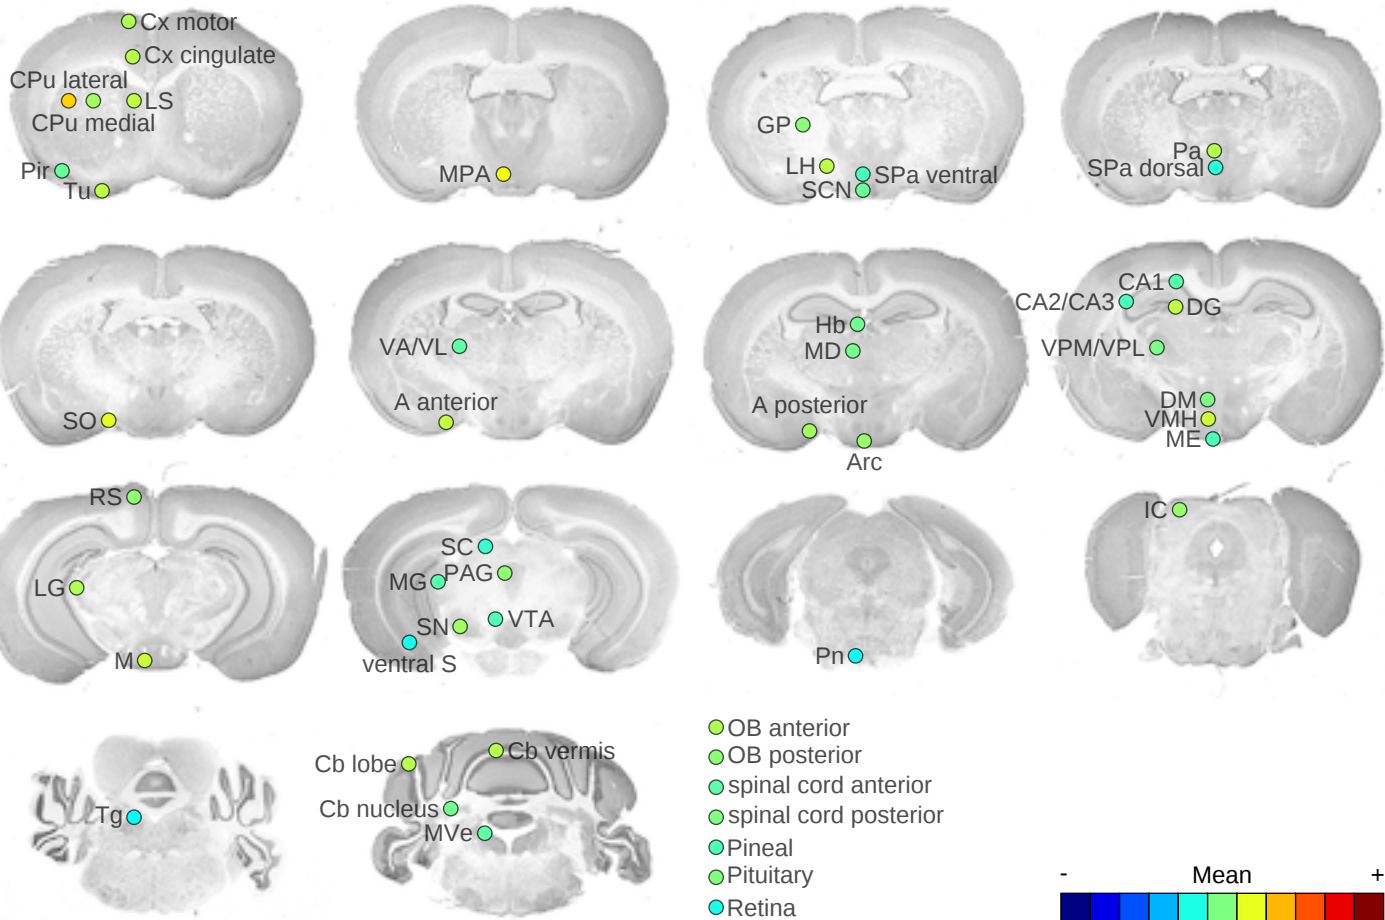 Cx motor
Cx cingulate
CPu lateral
LS
CPu medial
Pir
Tu
MPA
GP
LH
SPa ventral
SCN
Pa
SPa dorsal
SO
VA/VL
A anterior
Hb
MD
A posterior
Arc
CA1
CA2/CA3
DG
VPM/VPL
DM
VMH
ME
RS
LG
M
SC
PAG
MG
VTA
SN
ventral S
Pn
IC
Tg
Cb lobe
Cb vermis
Cb nucleus
MVe
OB anterior
OB posterior
spinal cord anterior
spinal cord posterior
Pineal
Pituitary
Retina
- Mean +